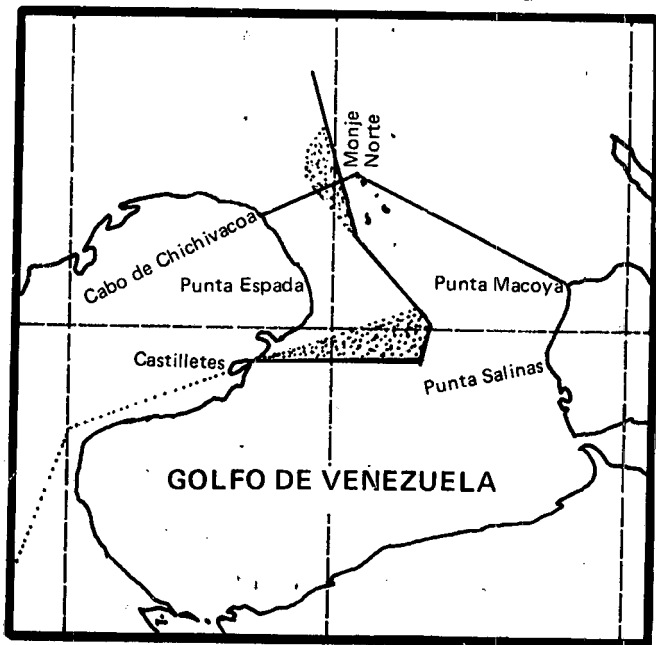 Monje
Norte
Cabo de Chichivacoa
Punta Espada
Punta Macoya
Castilletes
Punta Salinas
GOLFO DE VENEZUELA